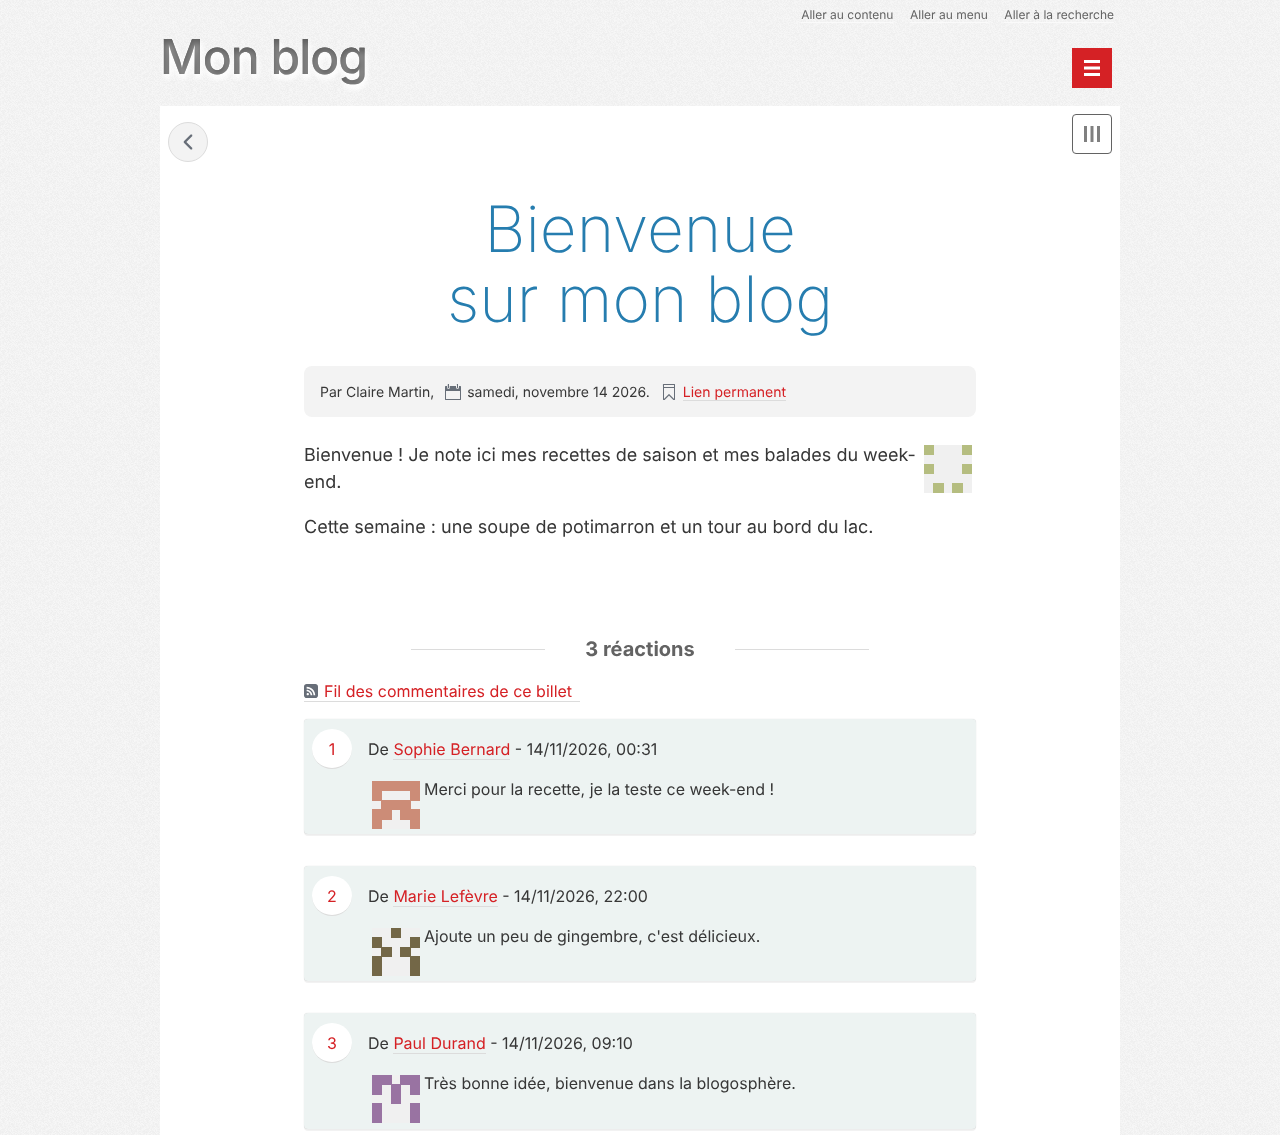 Aller au contenu Aller au menu Aller à la recherche
Mon blog
Bienvenue
sur mon blog
Par Claire Martin, samedi, novembre 14 2026. Lien permanent
Bienvenue ! Je note ici mes recettes de saison et mes balades du week-
end.
Cette semaine : une soupe de potimarron et un tour au bord du lac.
3 réactions
Fil des commentaires de ce billet
1 De Sophie Bernard - 14/11/2026, 00:31
Merci pour la recette, je la teste ce week-end !
2 De Marie Lefèvre - 14/11/2026, 22:00
Ajoute un peu de gingembre, c'est délicieux.
3 De Paul Durand - 14/11/2026, 09:10
Très bonne idée, bienvenue dans la blogosphère.